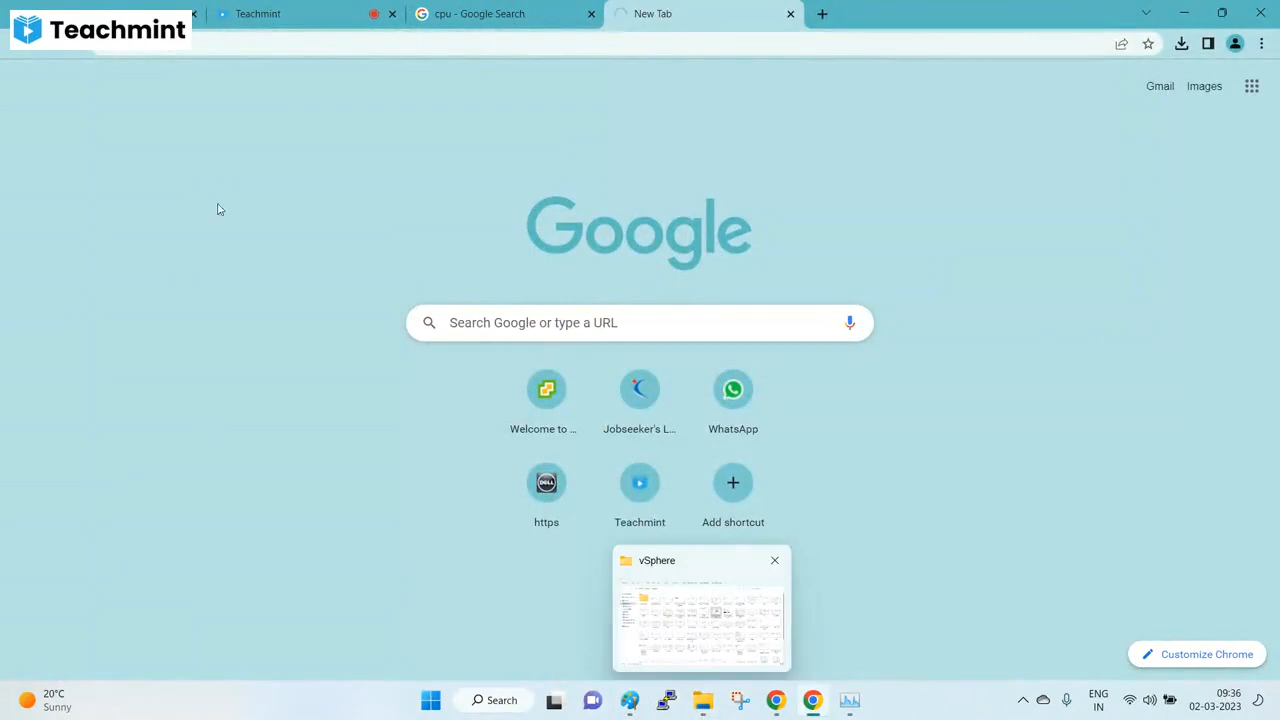 Teachmint
Teachmint
cpu - Google Search
New Tab
Gmail
Images
Google
Search Google or type a URL
Welcome to ...
Jobseeker's L...
WhatsApp
DELL
https
Teachmint
Add shortcut
vSphere
Customize Chrome
20°C
Sunny
Search
ENG
IN
09:36
02-03-2023